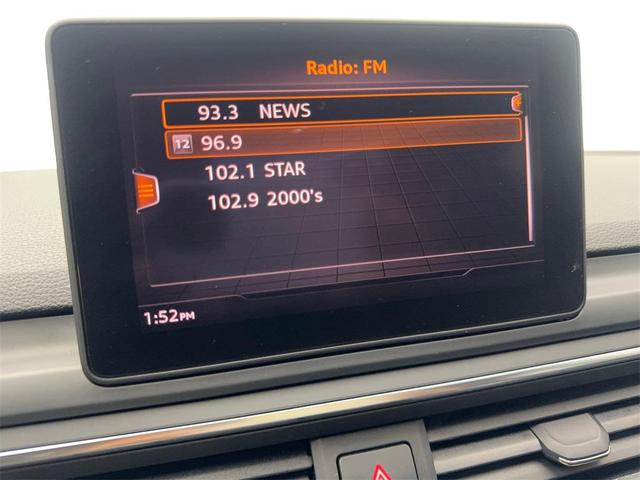 Radio: FM
93.3 NEWS
12 96.9
102.1 STAR
102.9 2000's
1:52PM